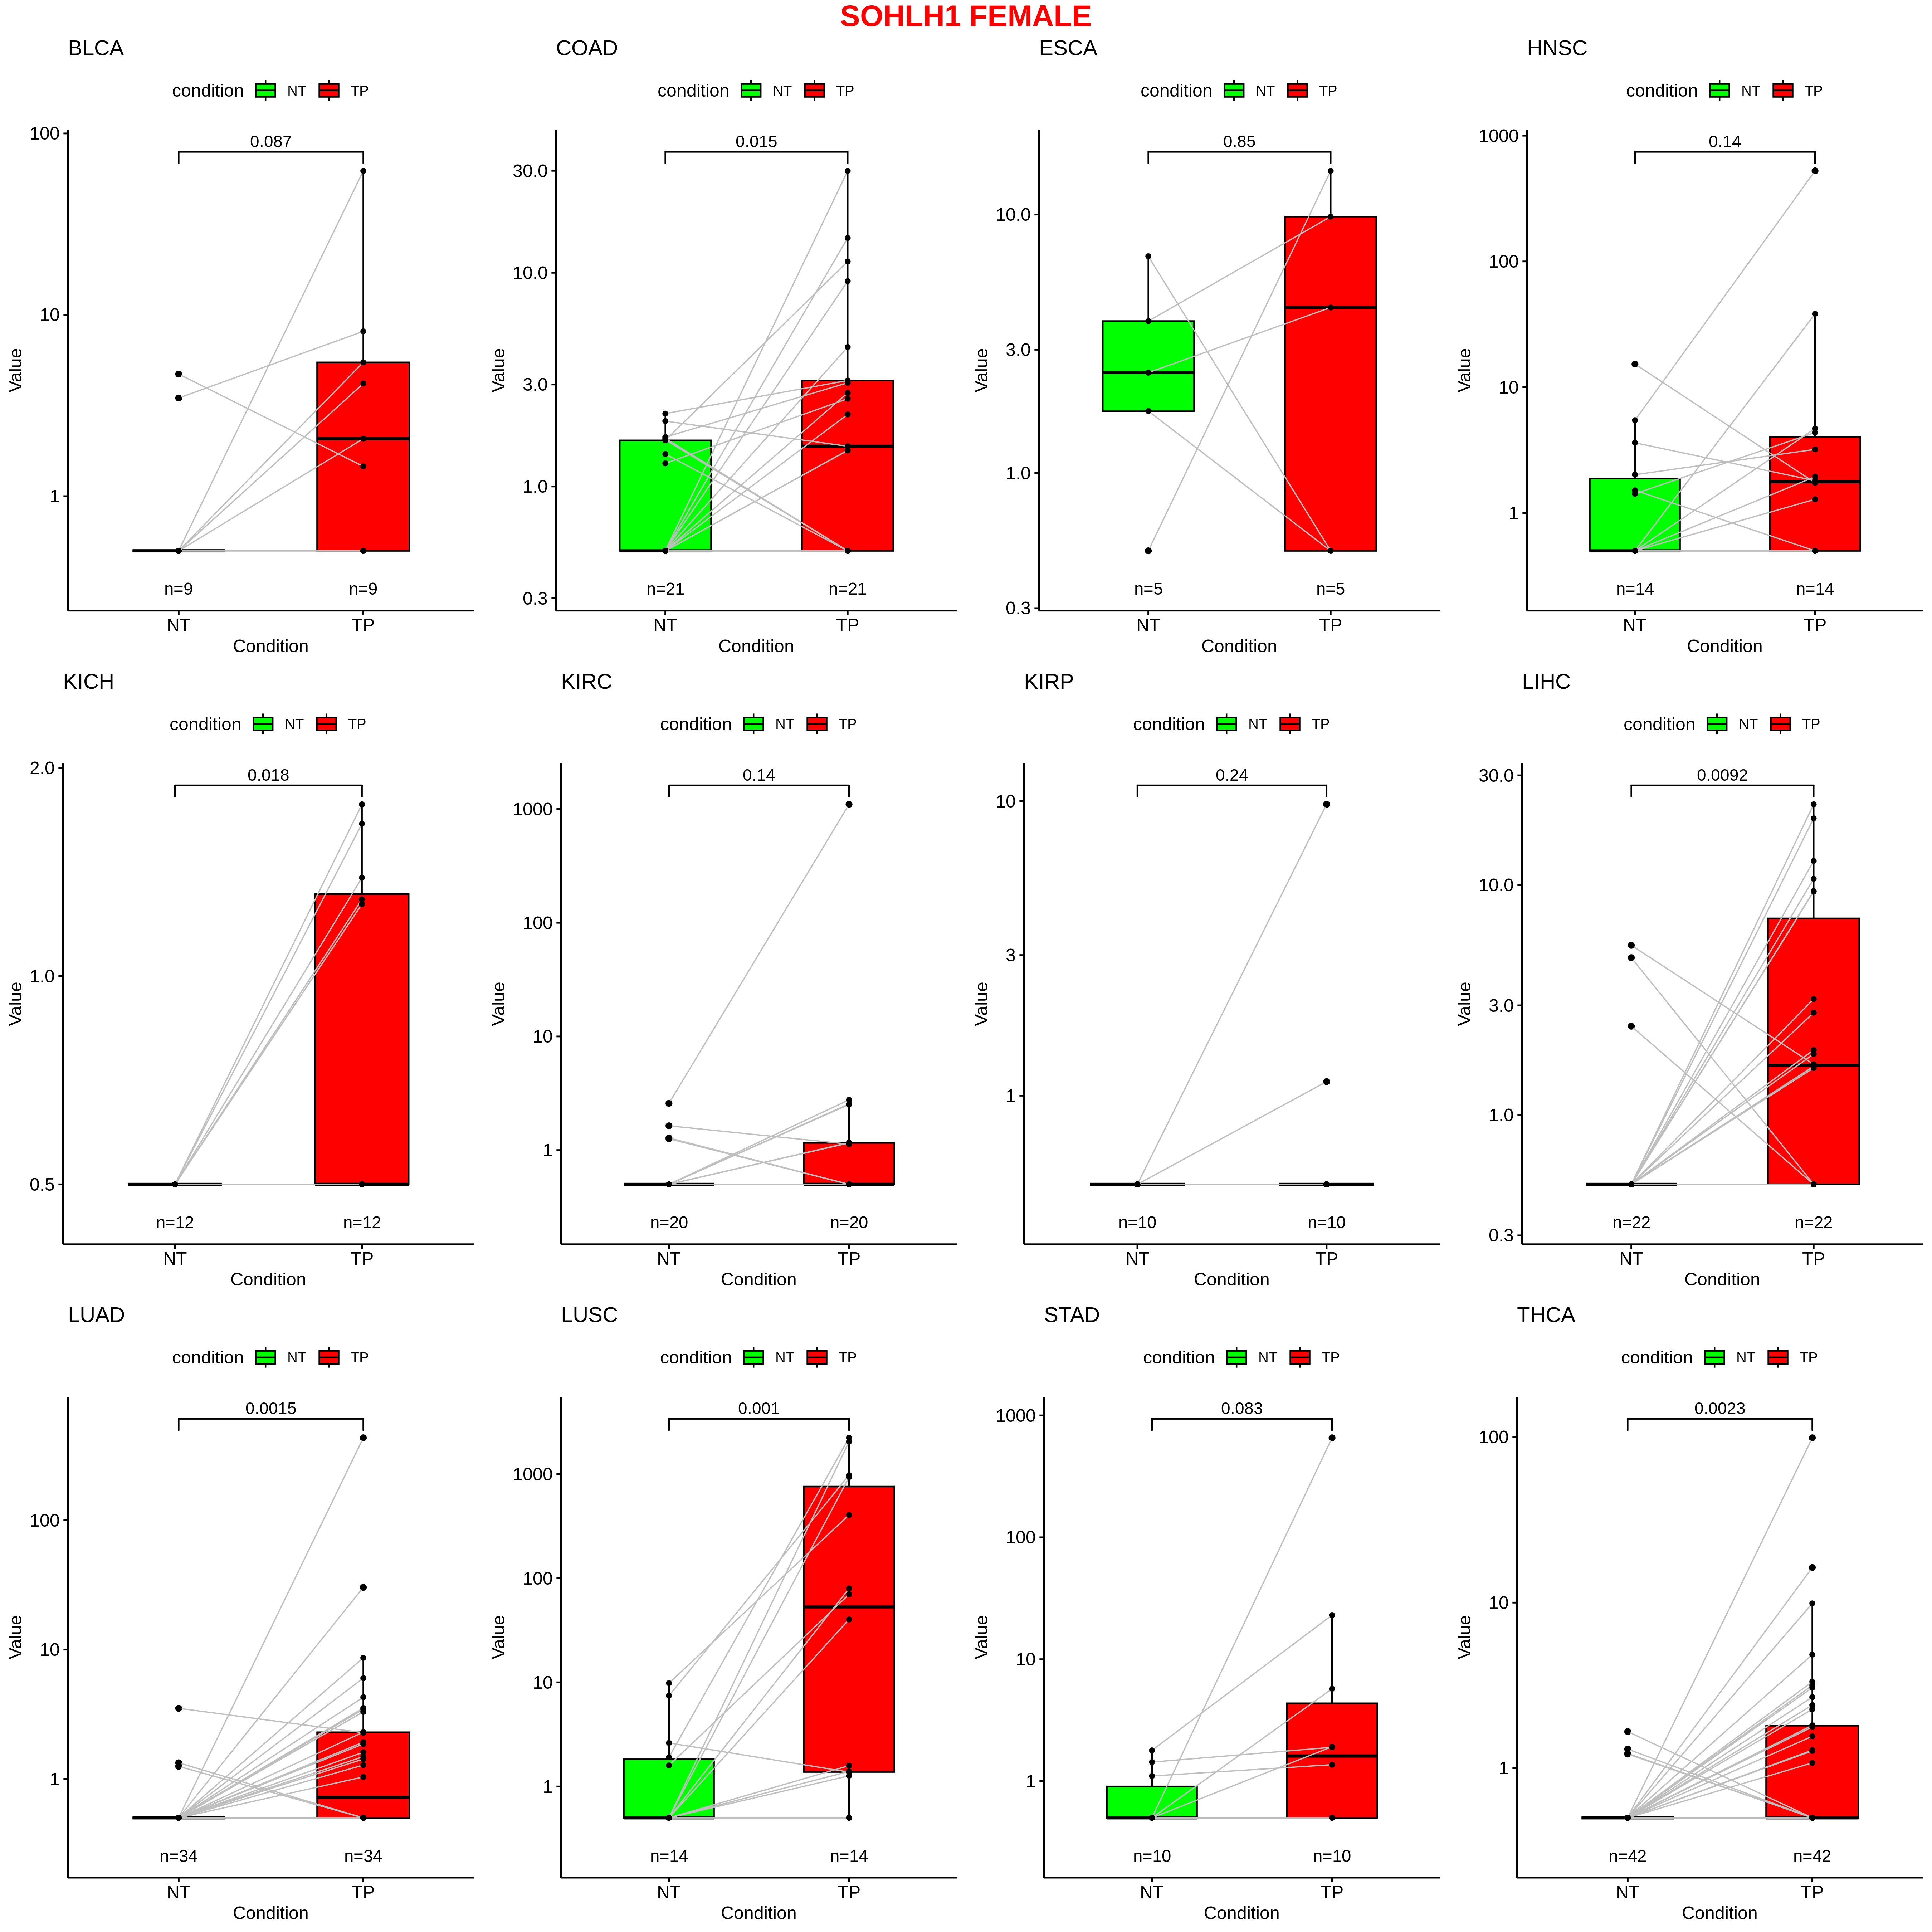 SOHLH1 FEMALE
BLCA
condition NT TP
100
10
1
Value
0.087
n=9 n=9
NT TP
Condition
COAD
condition NT TP
30.0
10.0
3.0
1.0
0.3
Value
0.015
n=21 n=21
NT TP
Condition
ESCA
condition NT TP
10.0
3.0
1.0
0.3
Value
0.85
n=5 n=5
NT TP
Condition
HNSC
condition NT TP
1000
100
10
1
Value
0.14
n=14 n=14
NT TP
Condition
KICH
condition NT TP
2.0
1.0
0.5
Value
0.018
n=12 n=12
NT TP
Condition
KIRC
condition NT TP
1000
100
10
1
Value
0.14
n=20 n=20
NT TP
Condition
KIRP
condition NT TP
10
3
1
Value
0.24
n=10 n=10
NT TP
Condition
LIHC
condition NT TP
30.0
10.0
3.0
1.0
0.3
Value
0.0092
n=22 n=22
NT TP
Condition
LUAD
condition NT TP
100
10
1
Value
0.0015
n=34 n=34
NT TP
Condition
LUSC
condition NT TP
1000
100
10
1
Value
0.001
n=14 n=14
NT TP
Condition
STAD
condition NT TP
1000
100
10
1
Value
0.083
n=10 n=10
NT TP
Condition
THCA
condition NT TP
100
10
1
Value
0.0023
n=42 n=42
NT TP
Condition